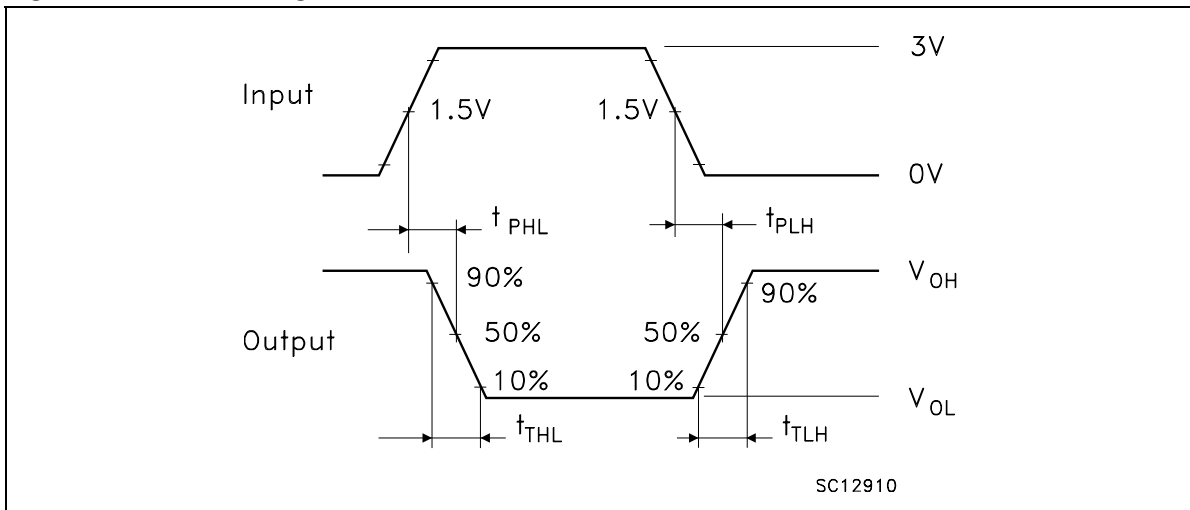 3V
Input
1.5V 1.5V
0V
t PHL tPLH
90% VOH
90%
50% 50%
Output
10% 10%
VOL
tTHL tTLH
SC12910